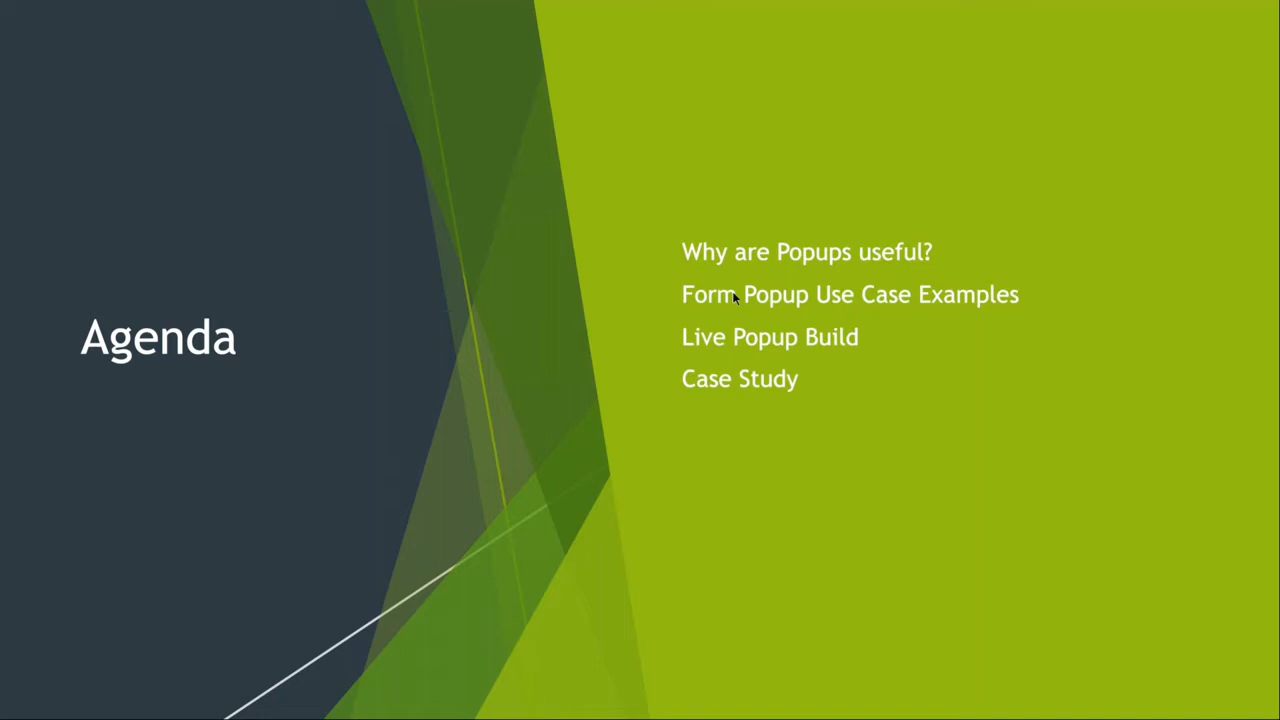 Agenda
Why are Popups useful?
Form Popup Use Case Examples
Live Popup Build
Case Study